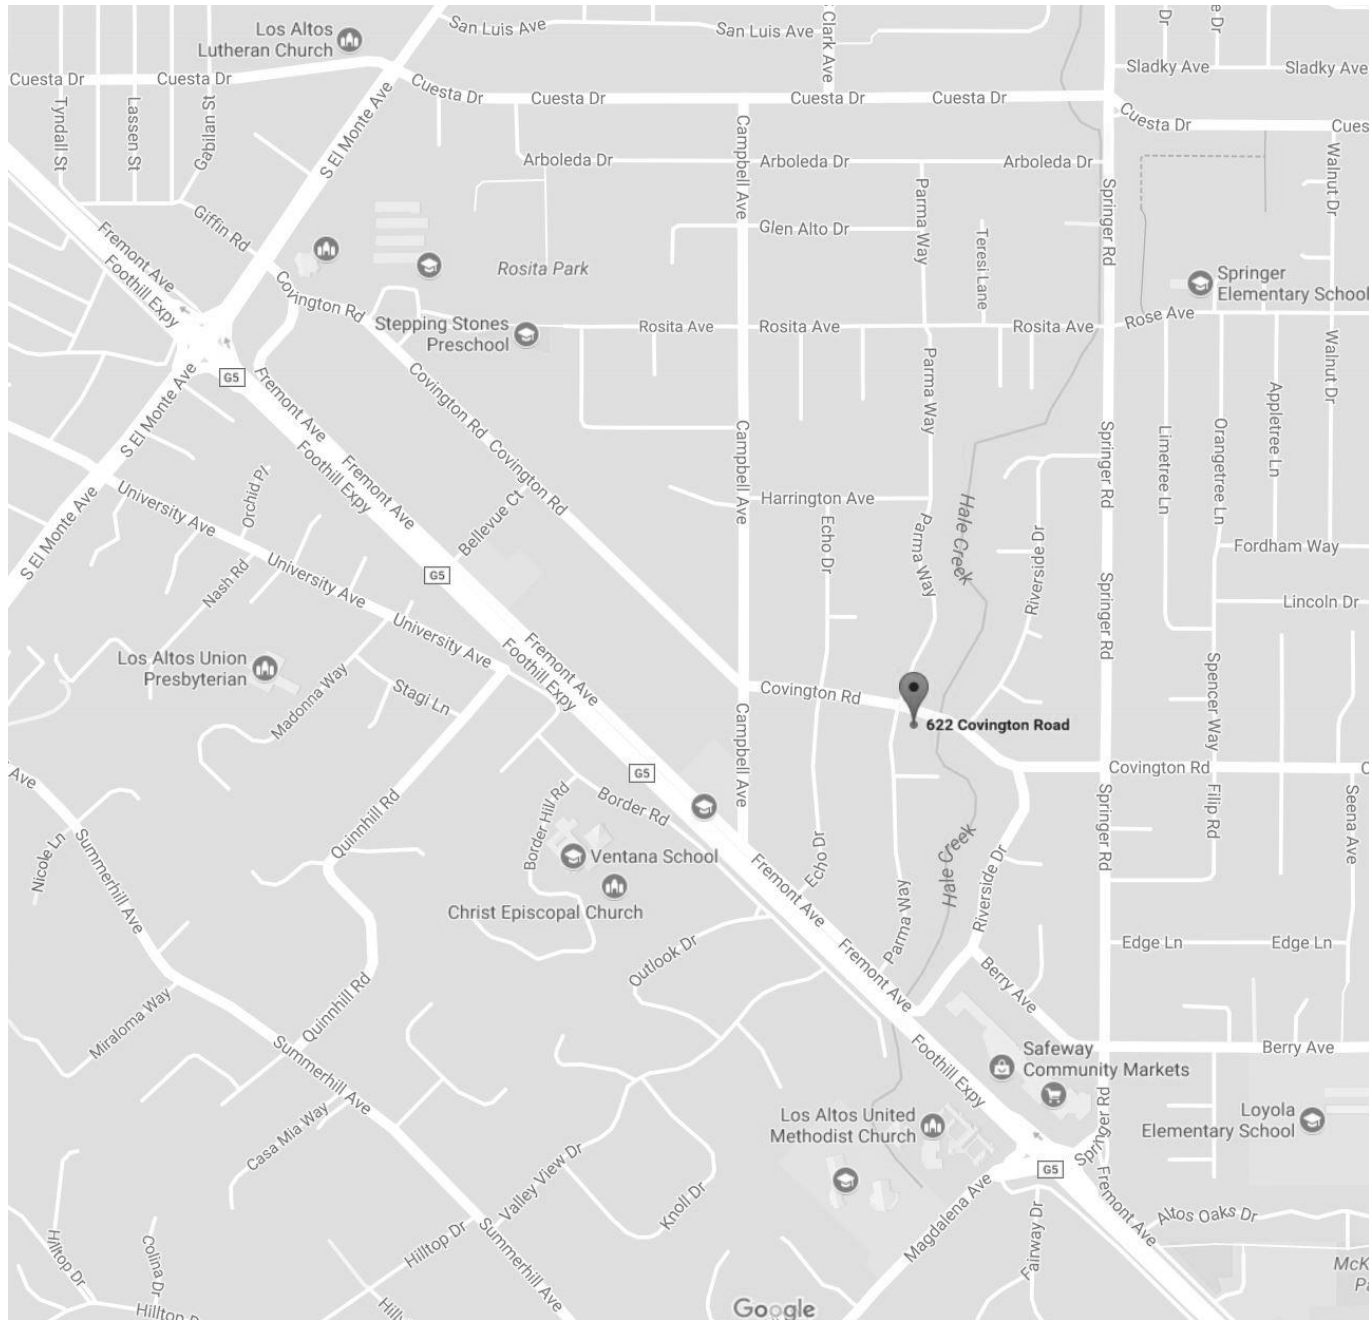 Los Altos
Lutheran Church
San Luis Ave
San Luis Ave
Clark Ave
Dr
e Dr
Sladky Ave
Sladky Ave
Cuesta Dr
Cuesta Dr
Cuesta Dr
Cuesta Dr
Cuesta Dr
Cuesta Dr
Cuesta Dr
Cues
Tyndall St
Lassen St
Gabilan St
S El Monte Ave
Campbell Ave
Arboleda Dr
Arboleda Dr
Arboleda Dr
Walnut Dr
Giffin Rd
Parma Way
Springer Rd
Glen Alto Dr
Teresi Lane
Fremont Ave
Foothill Expy
Rosita Park
Springer
Elementary School
Covington Rd
Stepping Stones
Preschool
Rosita Ave
Rosita Ave
Rosita Ave
Rose Ave
Walnut Dr
G5
Fremont Ave
Covington Rd
Parma Way
Appletree Ln
S El Monte Ave
Foothill Expy
Fremont Ave
Covington Rd
Campbell Ave
Springer Rd
Limetree Ln
Orangetree Ln
University Ave
Orchid Pl
Harrington Ave
Hale Creek
S El Monte Ave
Bellevue Ct
Echo Dr
Parma Way
Riverside Dr
Fordham Way
Nash Rd
University Ave
G5
Springer Rd
Lincoln Dr
University Ave
Los Altos Union
Presbyterian
Madonna Way
Stagi Ln
Fremont Ave
Foothill Expy
Covington Rd
622 Covington Road
Spencer Way
Campbell Ave
G5
Covington Rd
C
Ave
Quinnhill Rd
Border Hill Rd
Border Rd
Springer Rd
Filip Rd
Seena Ave
Nicole Ln
Summerhill Ave
Ventana School
Echo Dr
Hale Creek
Christ Episcopal Church
Fremont Ave
Parma Way
Riverside Dr
Edge Ln
Edge Ln
Outlook Dr
Fremont Ave
Berry Ave
Miraloma Way
Quinnhill Rd
Summerhill Ave
Foothill Expy
Safeway
Community Markets
Berry Ave
Casa Mia Way
Los Altos United
Methodist Church
Springer Rd
Loyola
Elementary School
Valley View Dr
Knoll Dr
G5
Magdalena Ave
Fairway Dr
Fremont Ave
Altos Oaks Dr
Hilltop Dr
Colina Dr
Hilltop Dr
Summerhill Ave
McK
Pa
Hilltop Dr
Hilly
Google